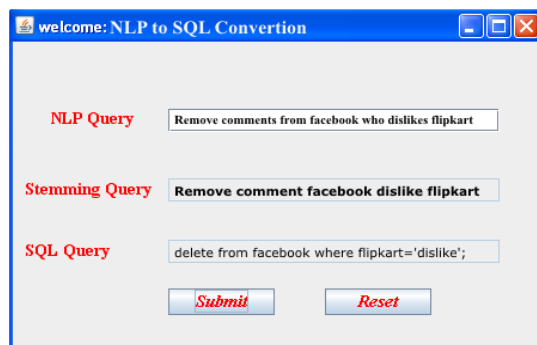 welcome: NLP to SQL Convertion
NLP Query Remove comments from facebook who dislikes flipkart
Stemming Query Remove comment facebook dislike flipkart
SQL Query delete from facebook where flipkart='dislike';
Submit Reset